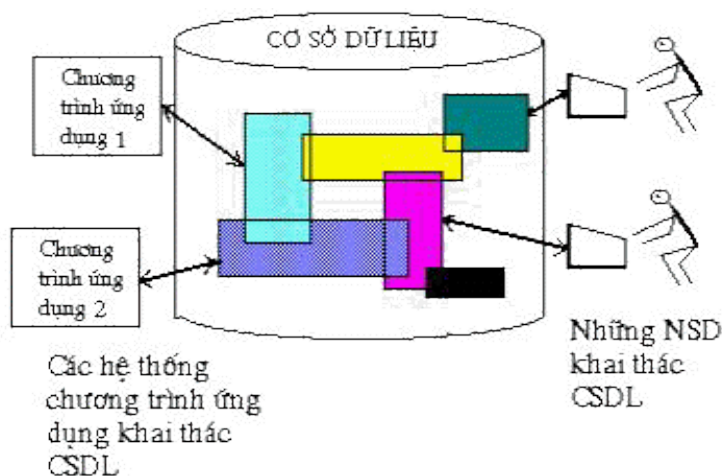 CƠ SỞ DỮ LIỆU
Chương
trình ứng
dụng 1
Chương
trình ứng
dụng 2
Các hệ thống
chương trình ứng
dụng khai thác
CSDL
Những NSD
khai thác
CSDL